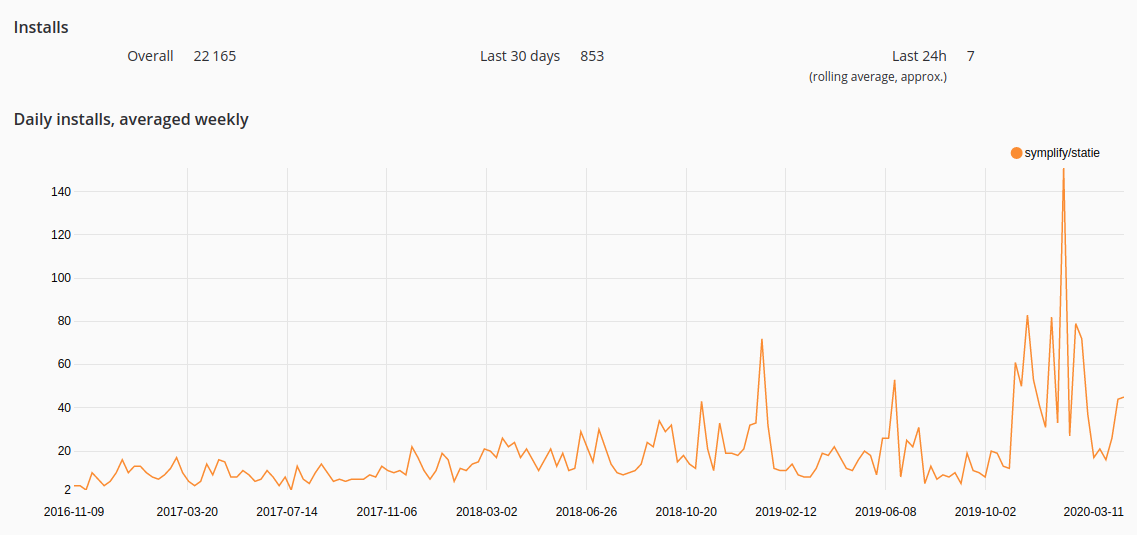 Installs
Overall 22 165 Last 30 days 853 Last 24h 7
(rolling average, approx.)
Daily installs, averaged weekly
symplify/statie
140
120
100
80
60
40
20
2
2016-11-09 2017-03-20 2017-07-14 2017-11-06 2018-03-02 2018-06-26 2018-10-20 2019-02-12 2019-06-08 2019-10-02 2020-03-11